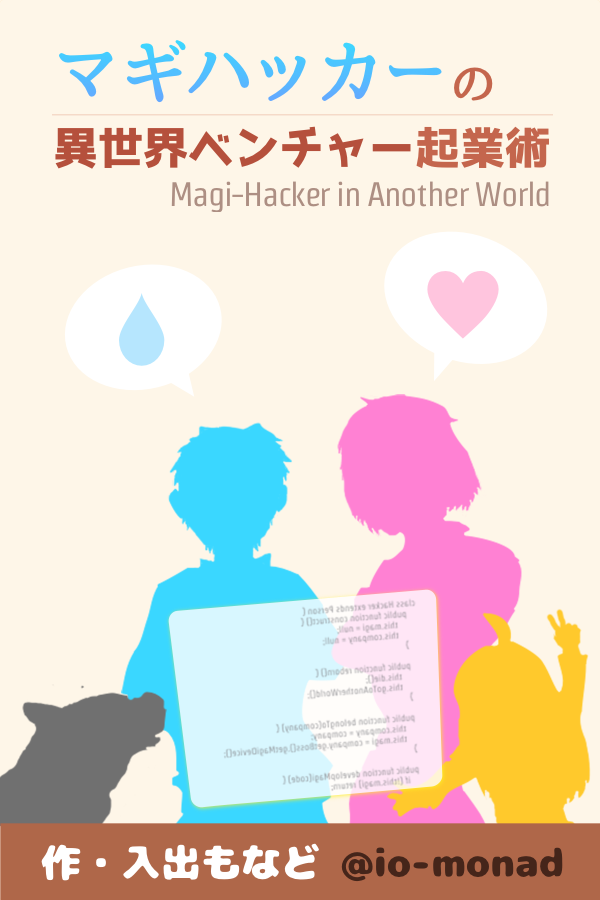 マギハッカーの
異世界ベンチャー起業術
Magi-Hacker in Another World
class Hacker extends Person {
public function construct() {
this.magi = null;
this.company = null;
}
public function reborn() {
this.die();
this.goToAnotherWorld();
}
public function belongTo(company) {
this.company = company;
this.magi = company.getBoss().getMagiDevice();
}
public function developMagi(code) {
if (!this.magi) return;
作・入出もなど @io-monad